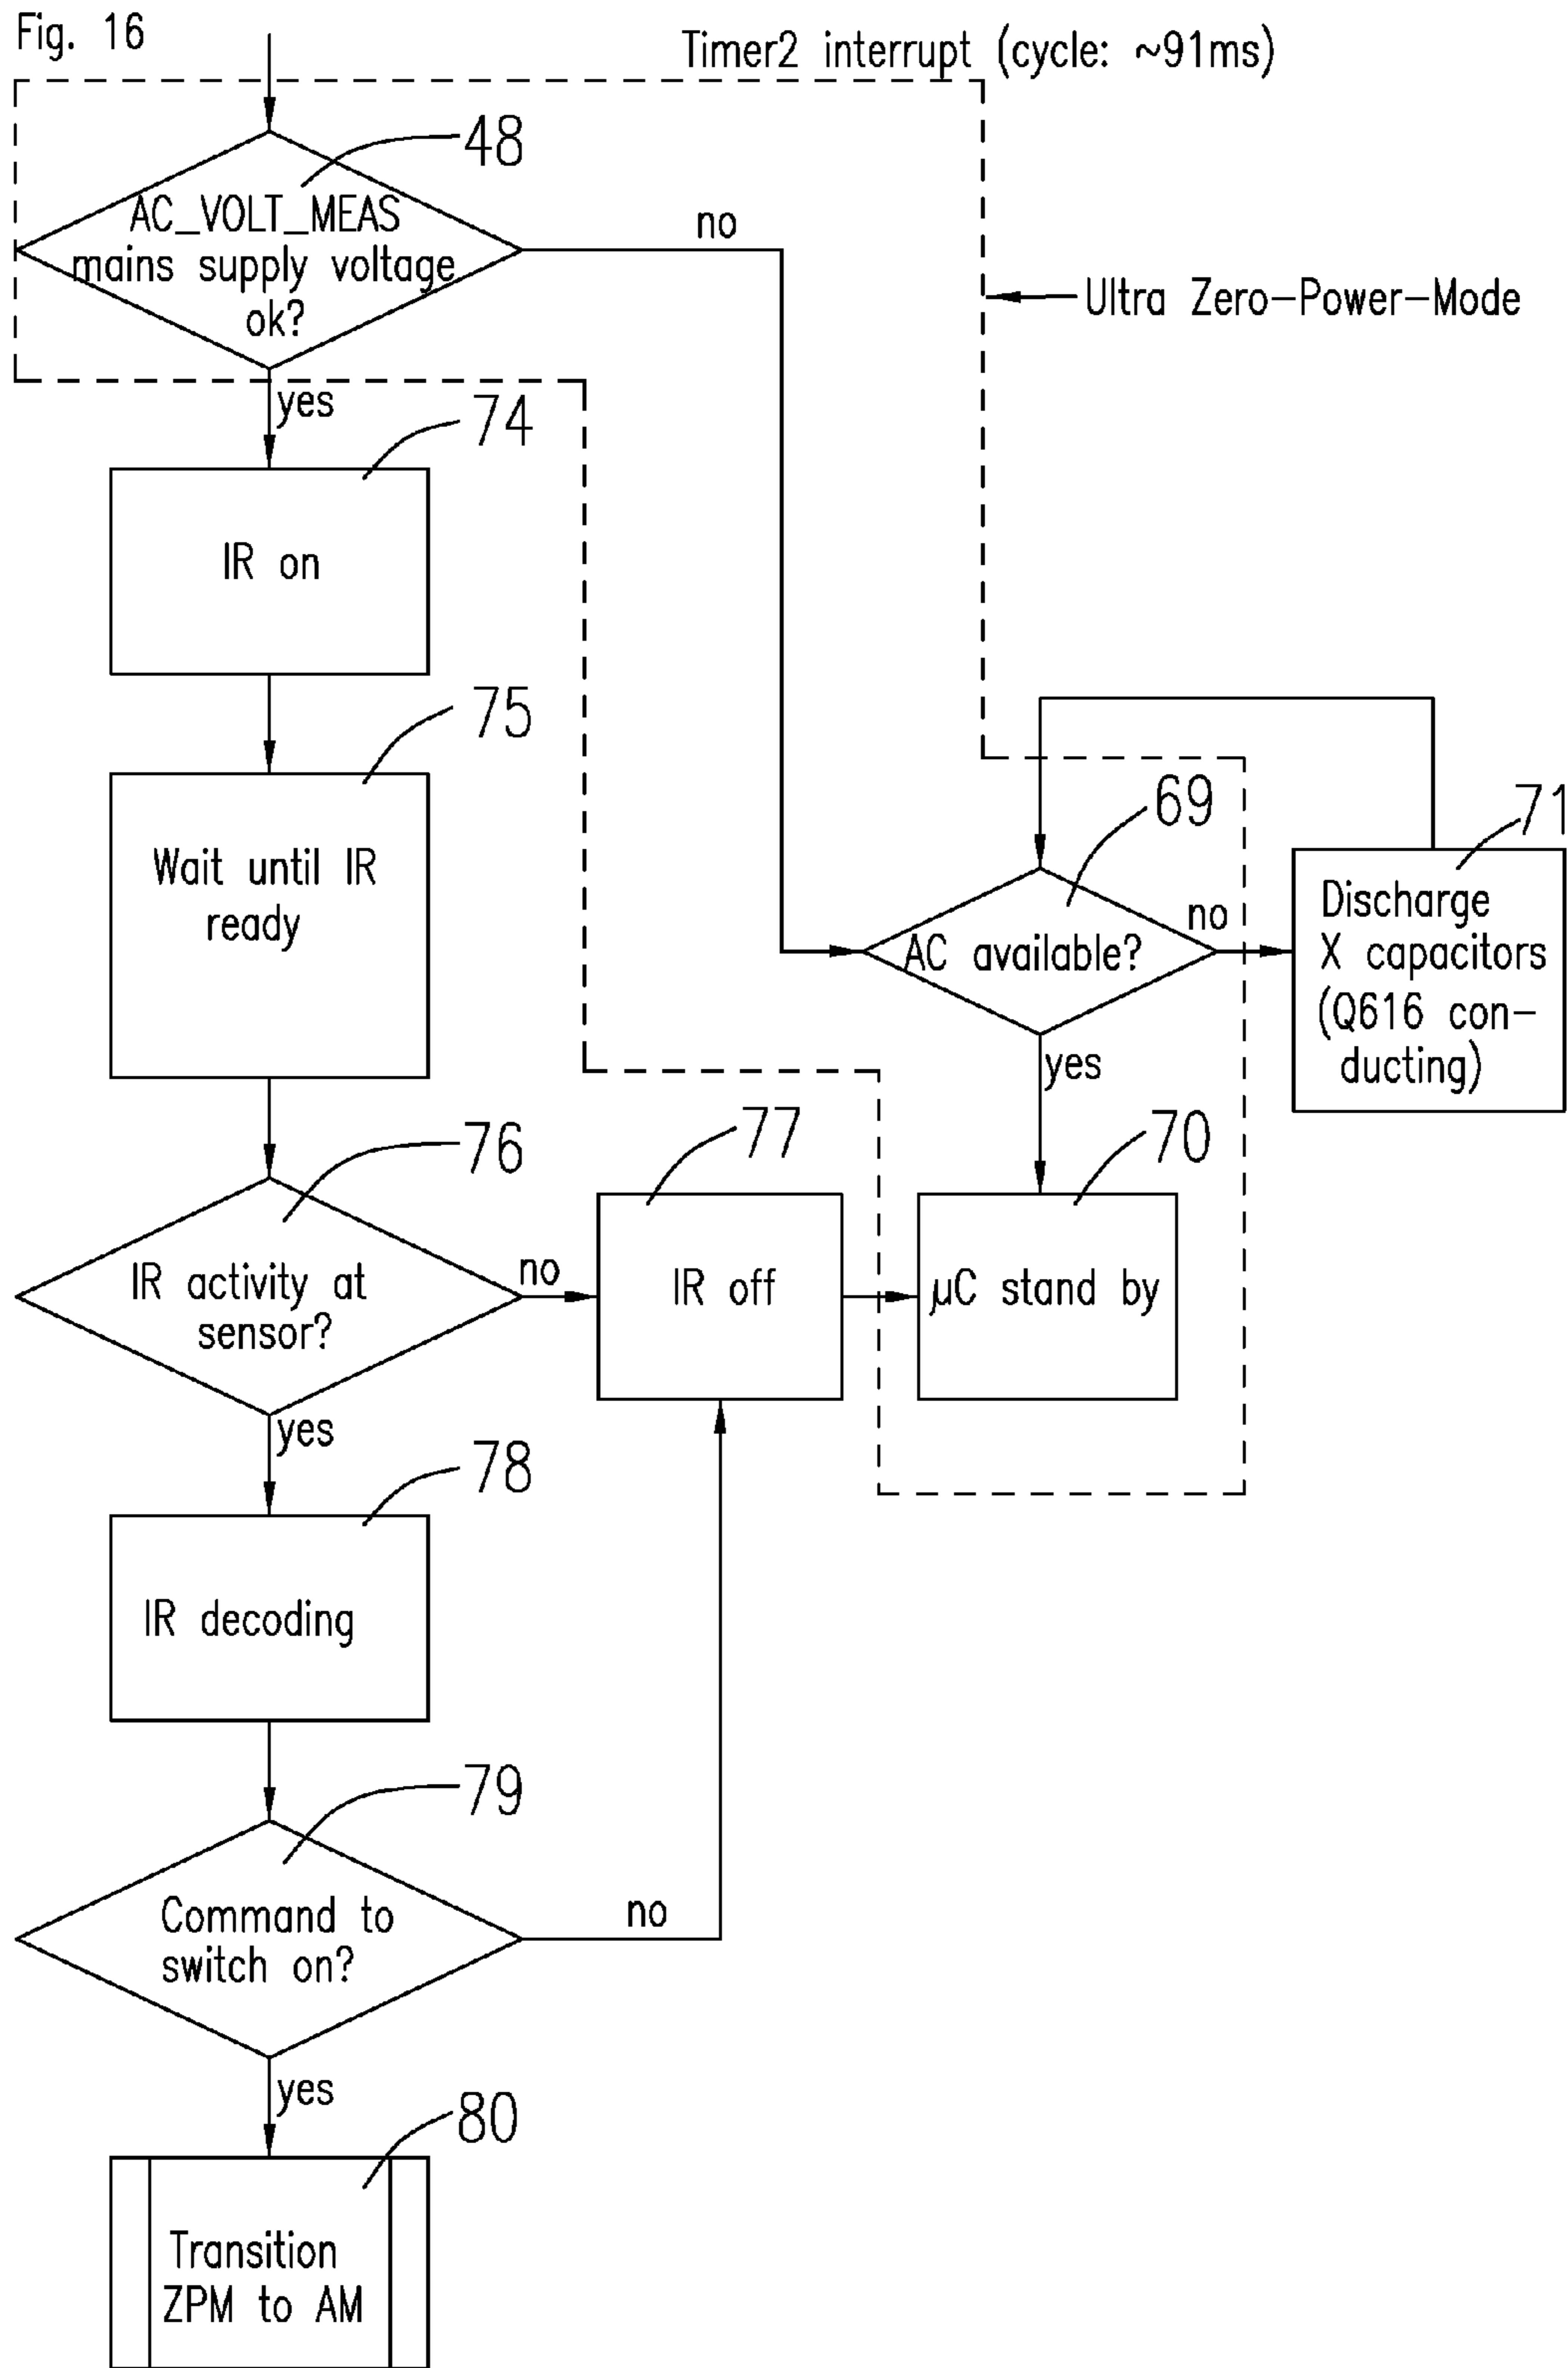 Fig. 16
Timer2 interrupt (cycle: ~91ms)
48
AC_VOLT_MEAS
mains supply voltage
ok?
no
Ultra Zero-Power-Mode
yes
74
IR on
75
Wait until IR
ready
69
AC available?
no
71
Discharge
X capacitors
(Q616 con-
ducting)
yes
76
IR activity at
sensor?
no
77
IR off
70
µC stand by
yes
78
IR decoding
79
Command to
switch on?
no
yes
80
Transition
ZPM to AM